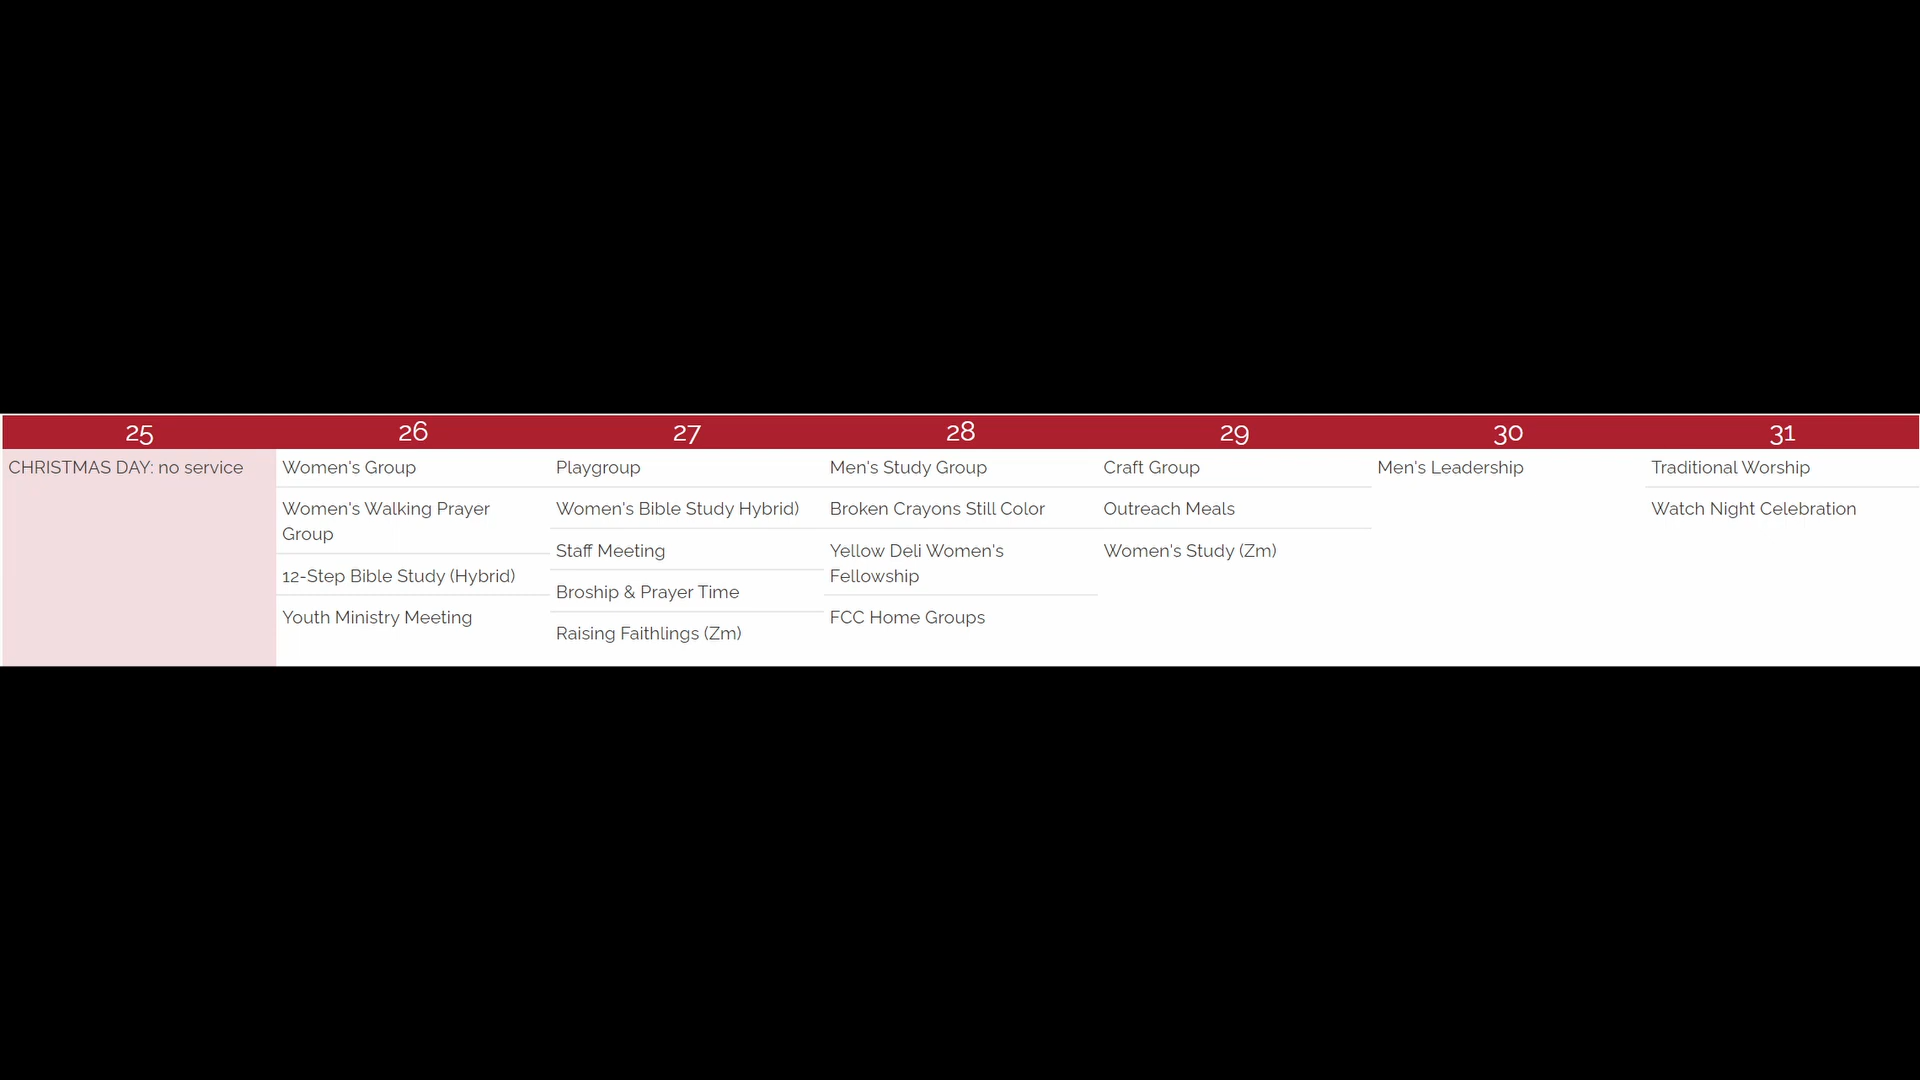 25
CHRISTMAS DAY: no service
26
Women's Group
Women's Walking Prayer
Group
12-Step Bible Study (Hybrid)
Youth Ministry Meeting
27
Playgroup
Women's Bible Study Hybrid)
Staff Meeting
Broship & Prayer Time
Raising Faithlings (Zm)
28
Men's Study Group
Broken Crayons Still Color
Yellow Deli Women's
Fellowship
FCC Home Groups
29
Craft Group
Outreach Meals
Women's Study (Zm)
30
Men's Leadership
31
Traditional Worship
Watch Night Celebration